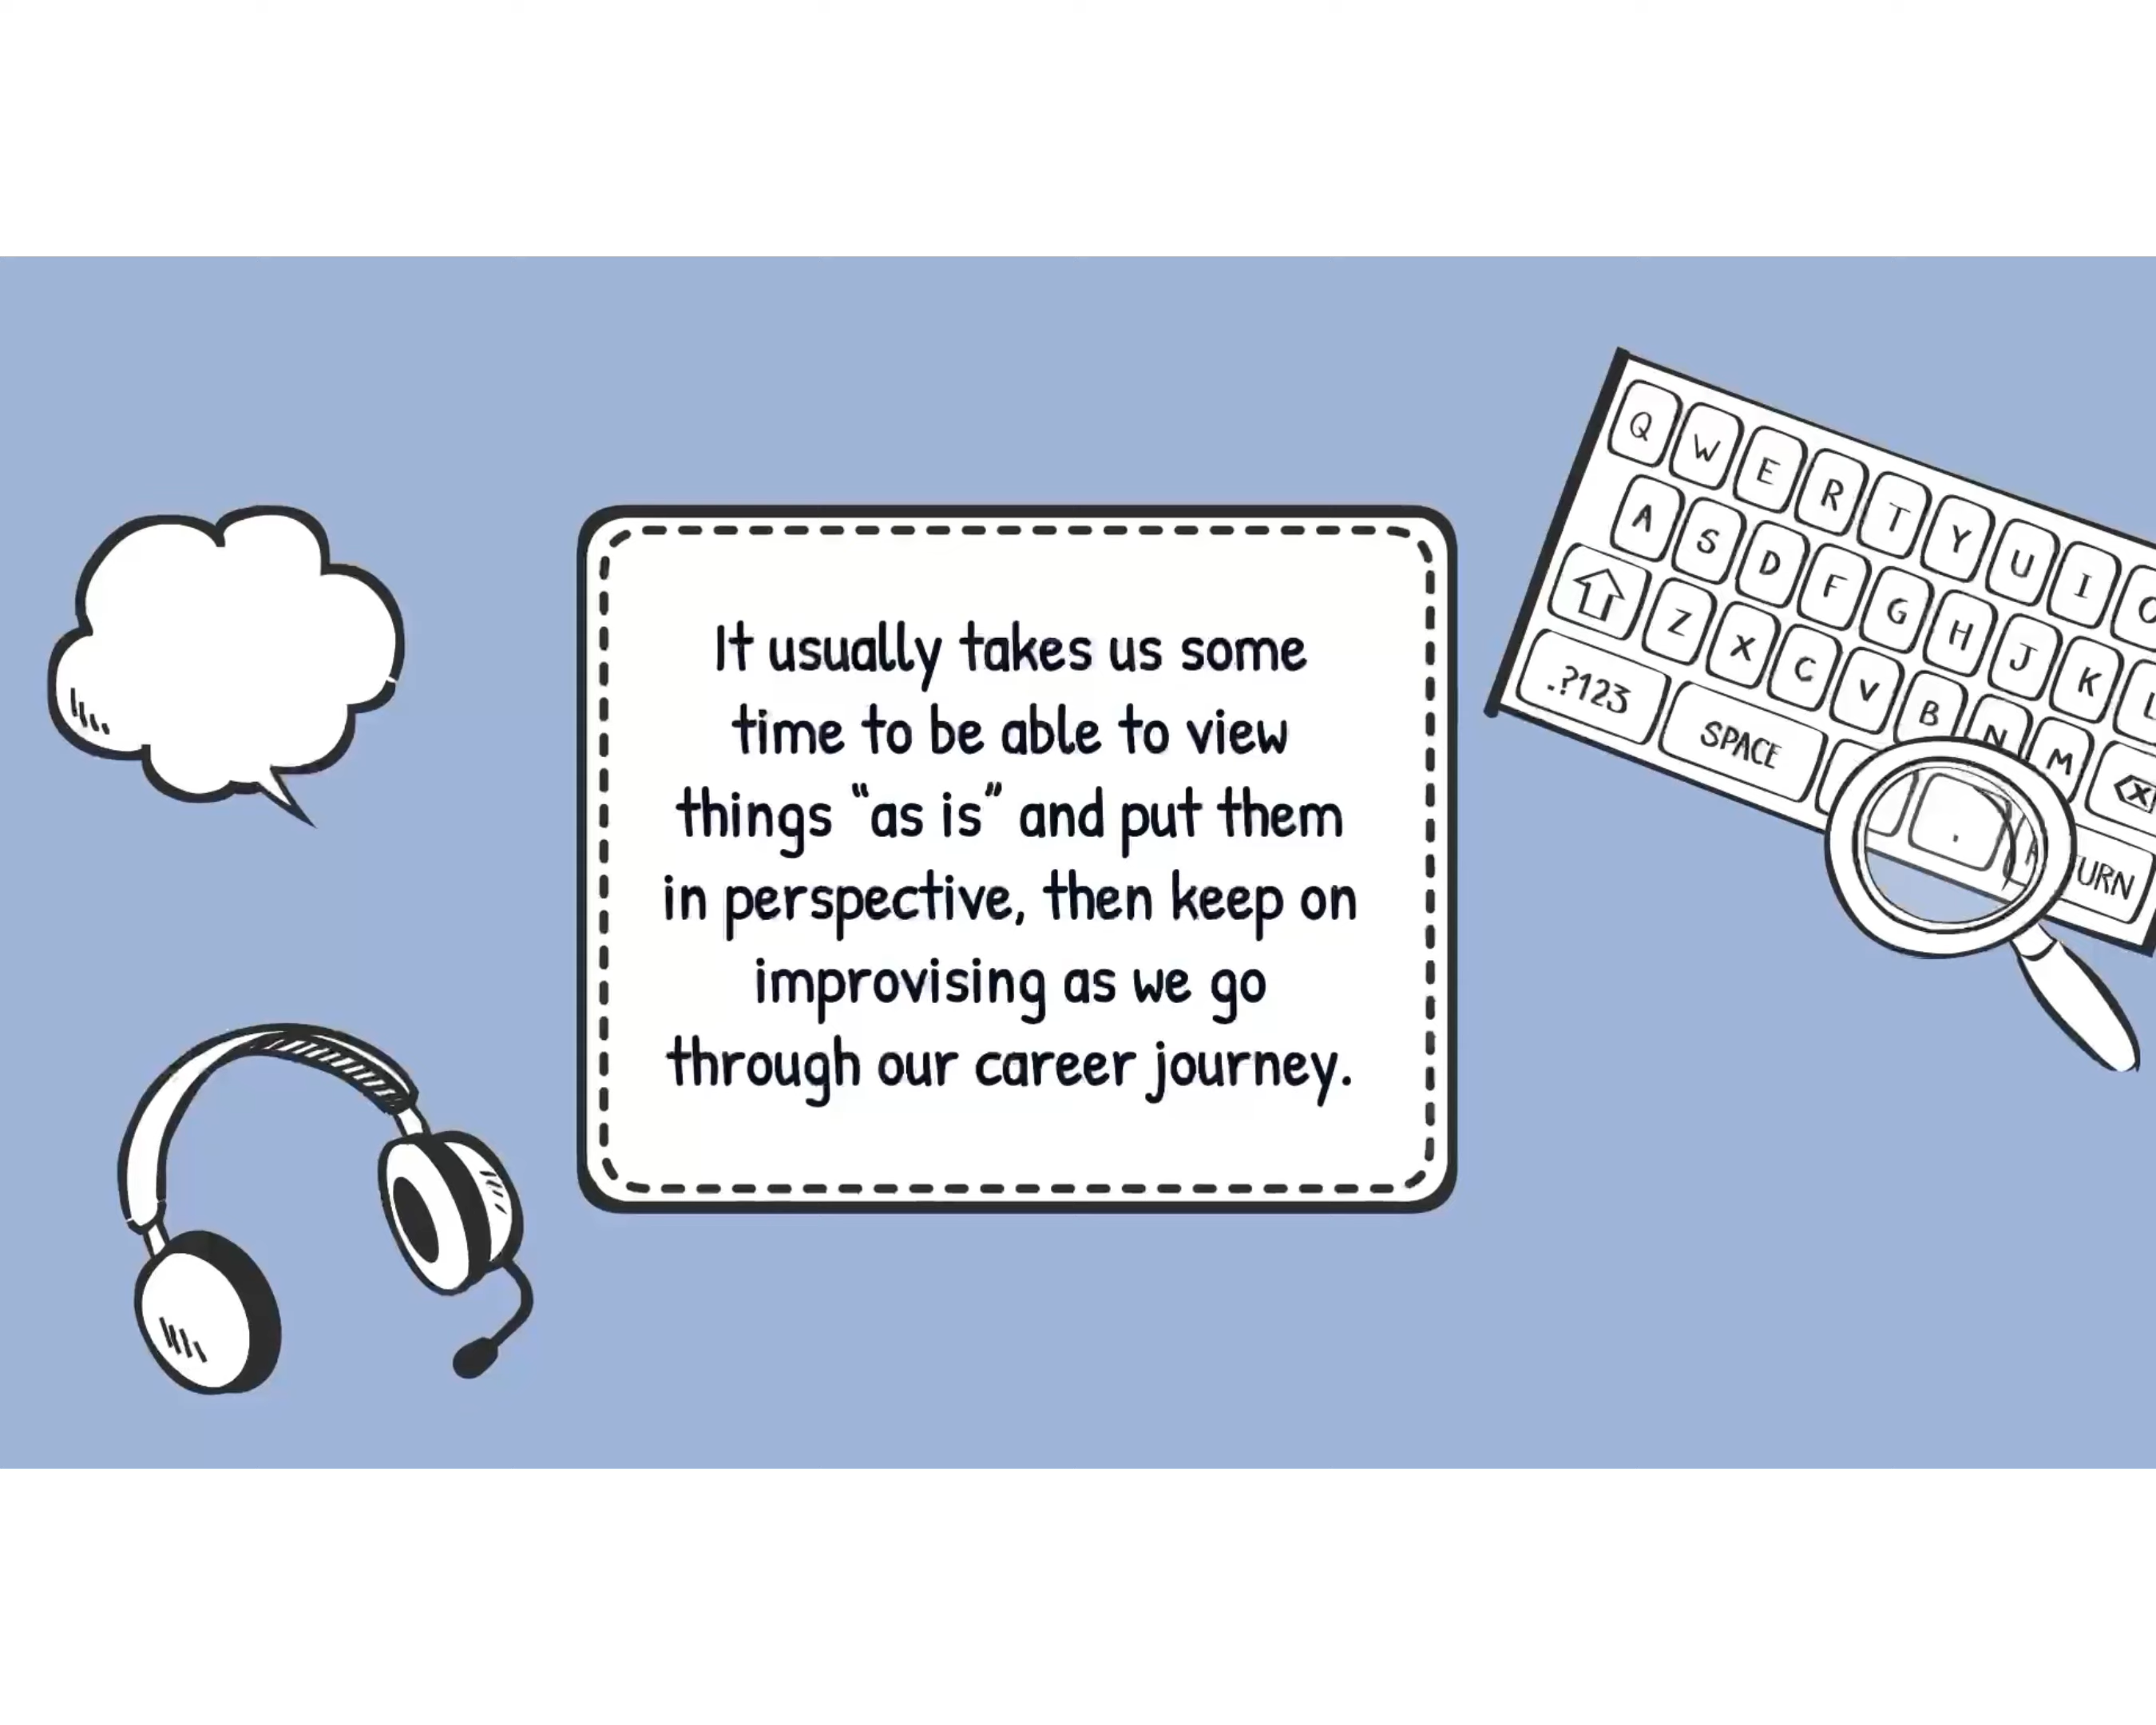 It usually takes us some
time to be able to view
things “as is” and put them
in perspective, then keep on
improvising as we go
through our career journey.
Q W E R T Y U I
A S D F G H J K
Z X C V B N M
.?123 SPACE . URN